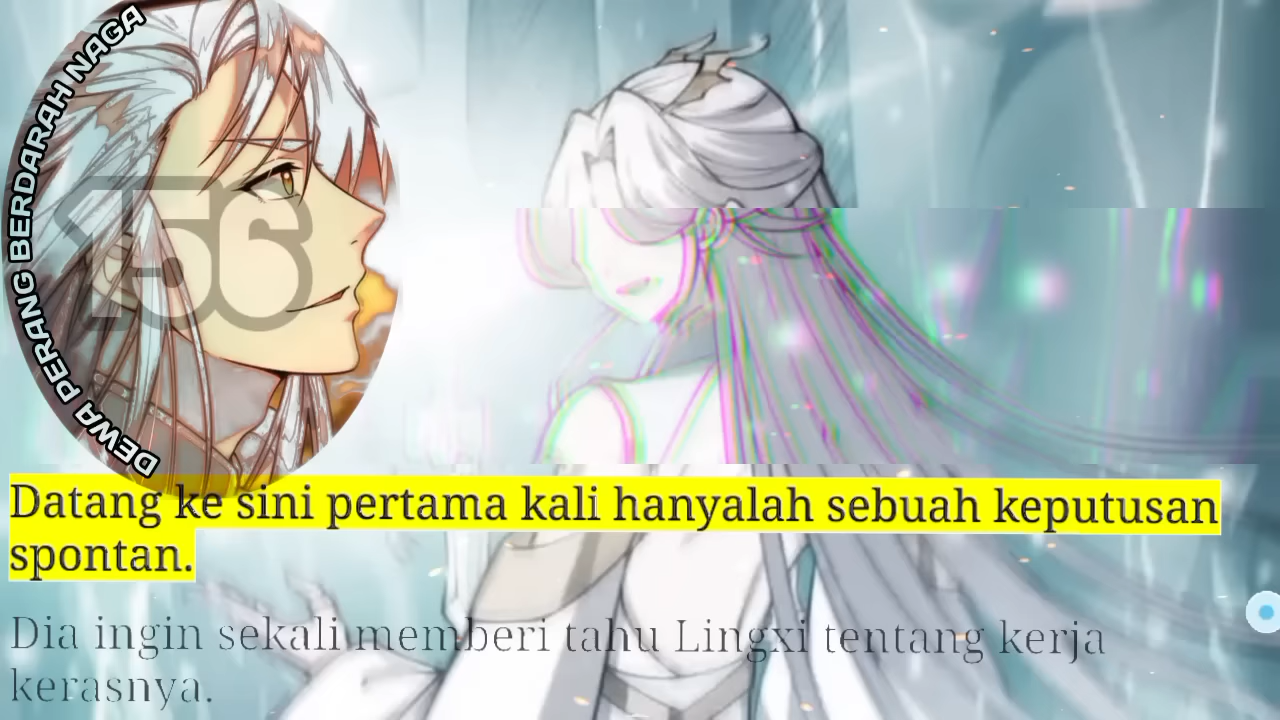 DEWA PERANG BERDARAH NAGA
156
Datang ke sini pertama kali hanyalah sebuah keputusan
spontan.
Dia ingin sekali memberi tahu Lingxi tentang kerja
kerasnya.